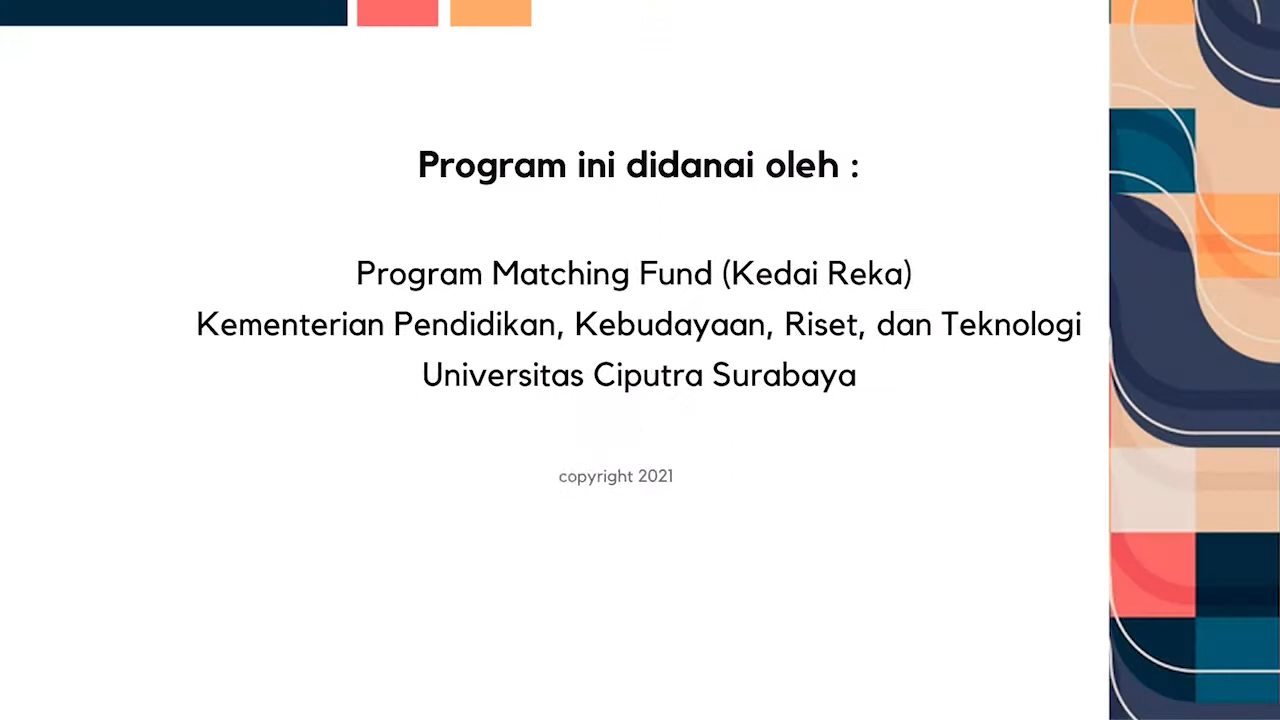 Program ini didanai oleh :
Program Matching Fund (Kedai Reka)
Kementerian Pendidikan, Kebudayaan, Riset, dan Teknologi
Universitas Ciputra Surabaya
copyright 2021